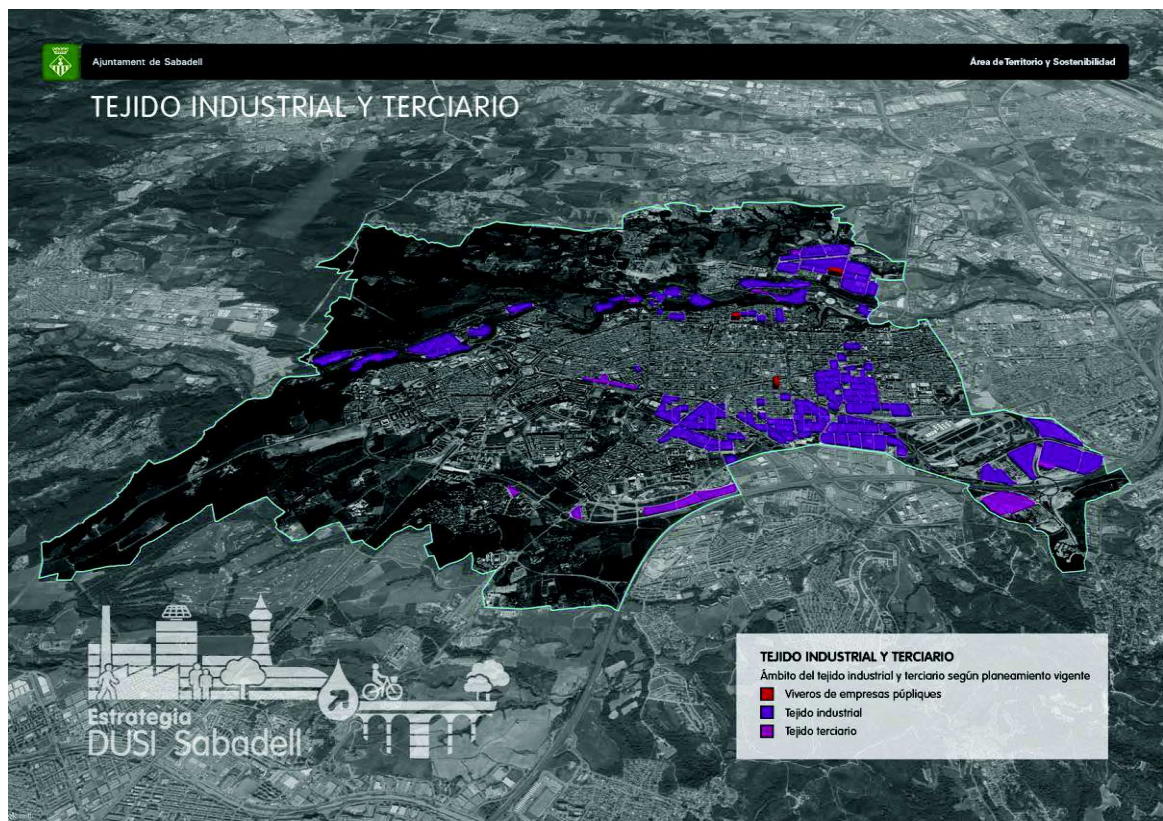 Ajuntament de Sabadell
Área de Territorio y Sostenibilidad
TEJIDO INDUSTRIAL Y TERCIARIO
Estrategia
DUSI Sabadell
TEJIDO INDUSTRIAL Y TERCIARIO
Ámbito del tejido industrial y terciario según planeamiento vigente
Viveros de empresas púpliques
Tejido industrial
Tejido terciario